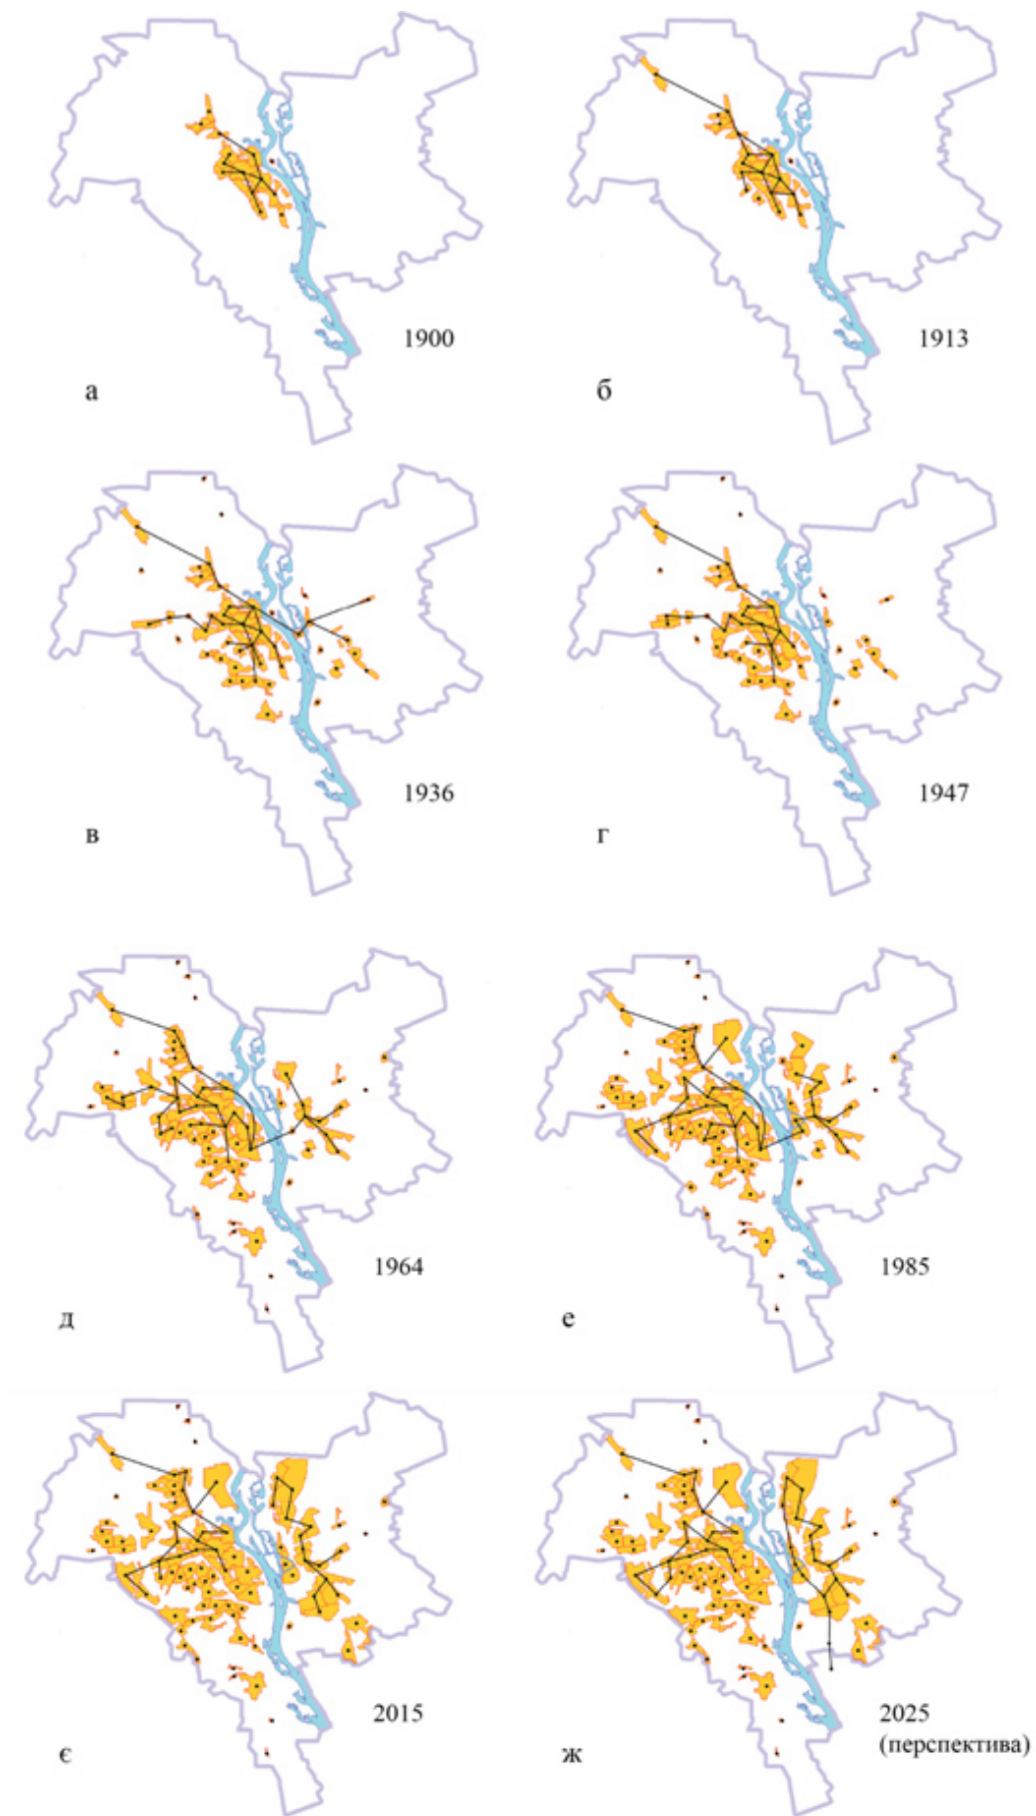 1900
а
1913
б
1936
в
1947
г
1964
д
1985
е
2015
є
2025
(перспектива)
ж